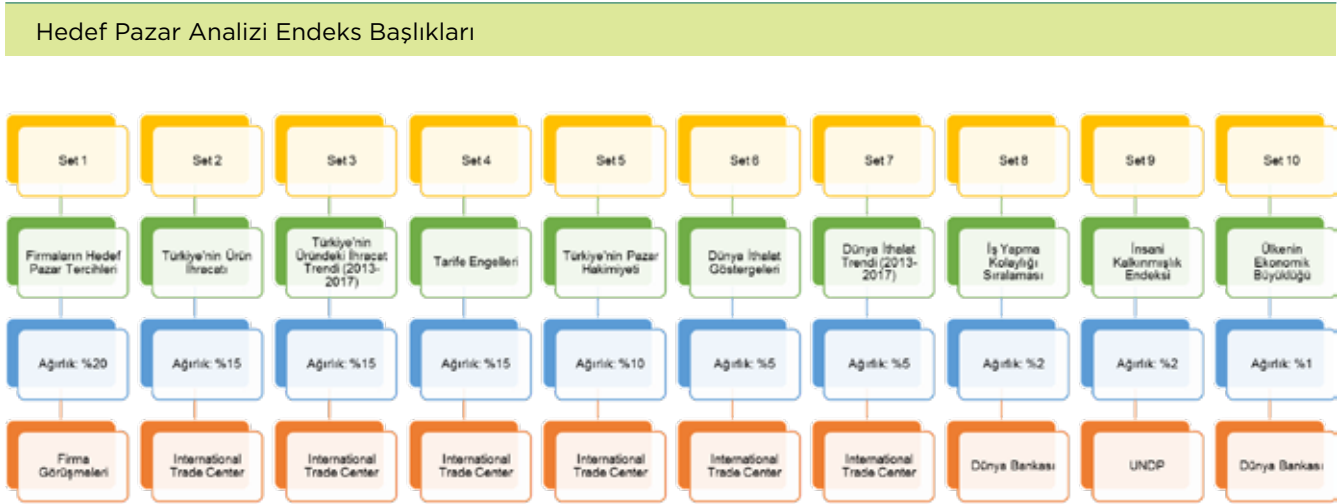 Hedef Pazar Analizi Endeks Başlıkları
Set 1
Set 2
Set 3
Set 4
Set 5
Set 6
Set 7
Set 8
Set 9
Set 10
Firmaların Hedef
Pazar Tercihleri
Türkiye'nin Ürün
İhracatı
Türkiye'nin
Üründeki İhracat
Trendi (2013-
2017)
Tarife Engelleri
Türkiye'nin Pazar
Hakimiyeti
Dünya İthalat
Göstergeleri
Dünya İthalat
Trendi (2013-
2017)
İş Yapma
Kolaylığı
Sıralaması
İnsani
Kalkınmışlık
Endeksi
Ülkenin
Ekonomik
Büyüklüğü
Ağırlık: %20
Ağırlık: %15
Ağırlık: %15
Ağırlık: %15
Ağırlık: %10
Ağırlık: %5
Ağırlık: %5
Ağırlık: %2
Ağırlık: %2
Ağırlık: %1
Firma
Görüşmeleri
International
Trade Center
International
Trade Center
International
Trade Center
International
Trade Center
International
Trade Center
International
Trade Center
Dünya Bankası
UNDP
Dünya Bankası